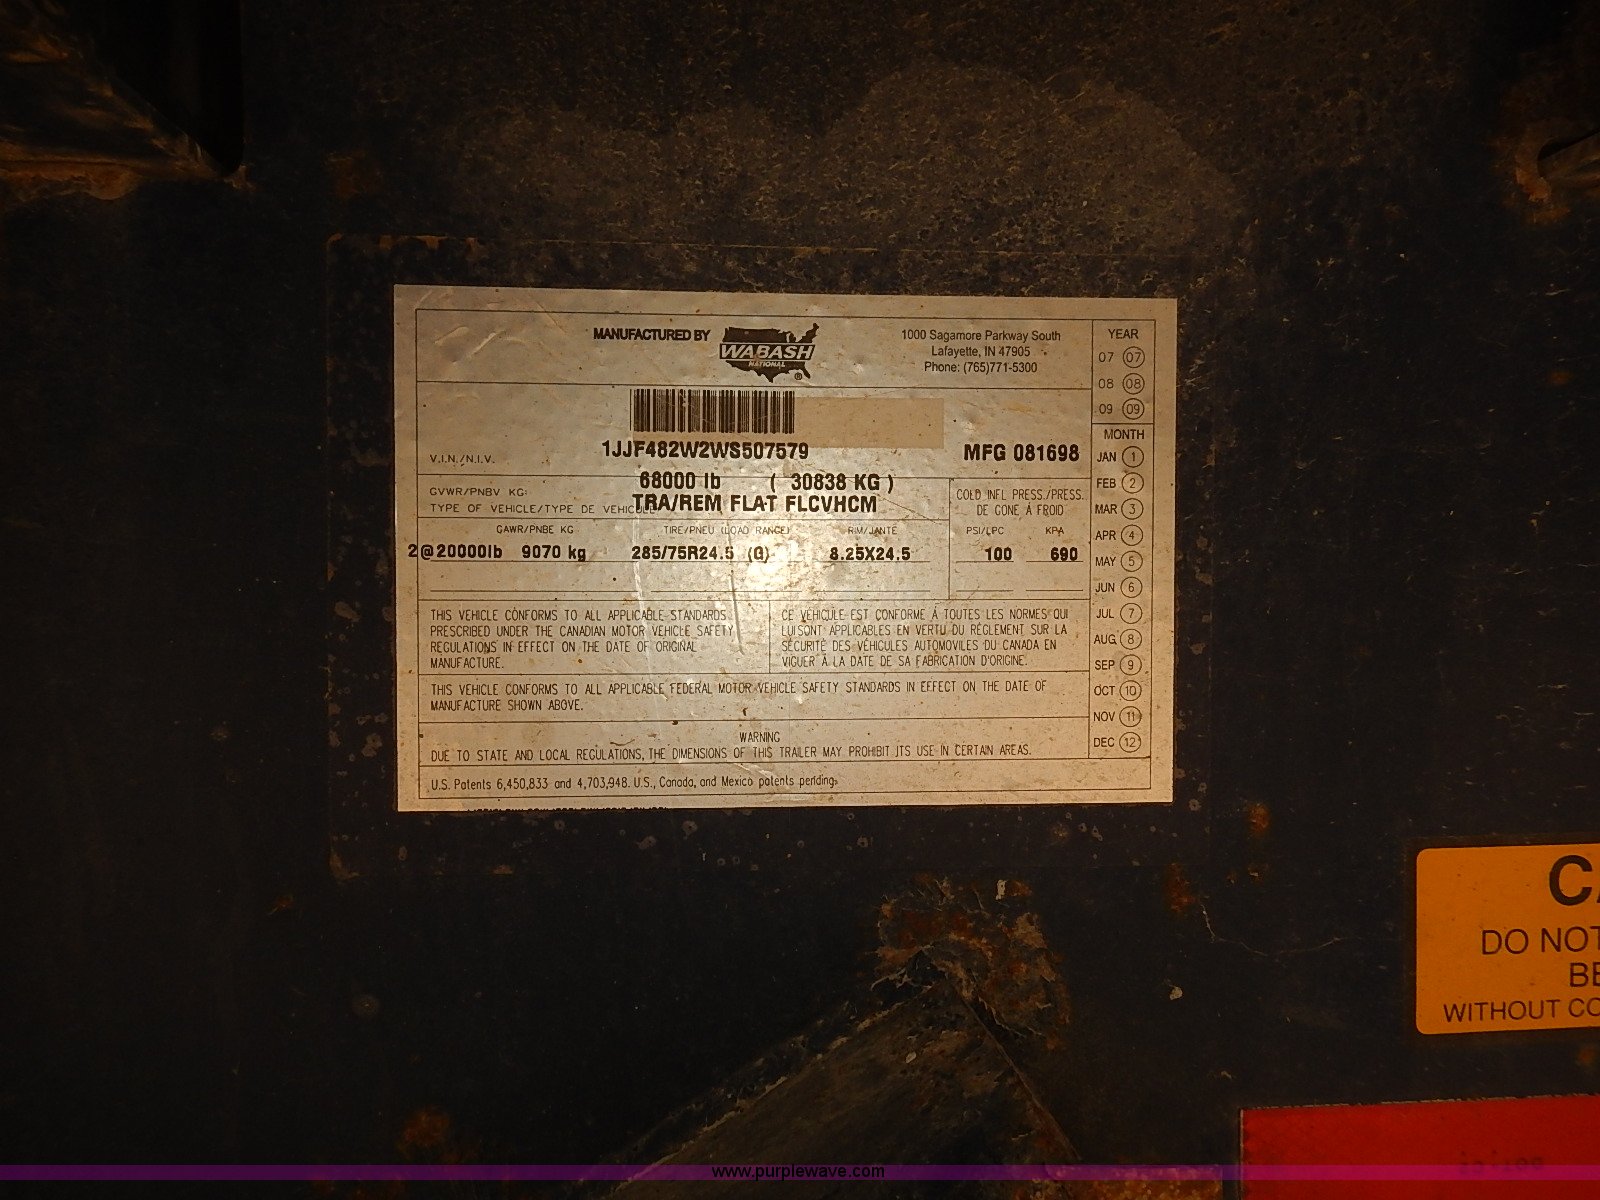 MANUFACTURED BY
WABASH
NATIONAL
®
1000 Sagamore Parkway South
Lafayette, IN 47905
Phone: (765)771-5300
YEAR
07 07
08 08
09 09
MONTH
JAN 1
FEB 2
MAR 3
APR 4
MAY 5
JUN 6
JUL 7
AUG 8
SEP 9
OCT 10
NOV 11
DEC 12
V.I.N./N.I.V.
1JJF482W2WS507579
MFG 081698
GVWR/PNBV KG:
68000 lb ( 30838 KG )
TYPE OF VEHICLE/TYPE DE VEHICULE
TRA/REM FLAT FLCVHCM
COLD INFL PRESS./PRESS.
DE GONE À FROID
GAWR/PNBE KG TIRE/PNEU (LOAD RANGE) RIM/JANTE PSI/LPC KPA
2@20000lb 9070 kg 285/75R24.5 (G) 8.25X24.5 100 690
THIS VEHICLE CONFORMS TO ALL APPLICABLE STANDARDS
PRESCRIBED UNDER THE CANADIAN MOTOR VEHICLE SAFETY
REGULATIONS IN EFFECT ON THE DATE OF ORIGINAL
MANUFACTURE.
CE VÉHICULE EST CONFORME À TOUTES LES NORMES QUI
LUI SONT APPLICABLES EN VERTU DU RÈGLEMENT SUR LA
SÉCURITÉ DES VÉHICULES AUTOMOVILES DU CANADA EN
VIGUER À LA DATE DE SA FABRICATION D'ORIGINE.
THIS VEHICLE CONFORMS TO ALL APPLICABLE FEDERAL MOTOR VEHICLE SAFETY STANDARDS IN EFFECT ON THE DATE OF
MANUFACTURE SHOWN ABOVE.
WARNING
DUE TO STATE AND LOCAL REGULATIONS, THE DIMENSIONS OF THIS TRAILER MAY PROHIBIT ITS USE IN CERTAIN AREAS.
U.S. Patents 6,450,833 and 4,703,948. U.S., Canada, and Mexico patents pending.
DO NOT
BE
WITHOUT CO
www.purplewave.com